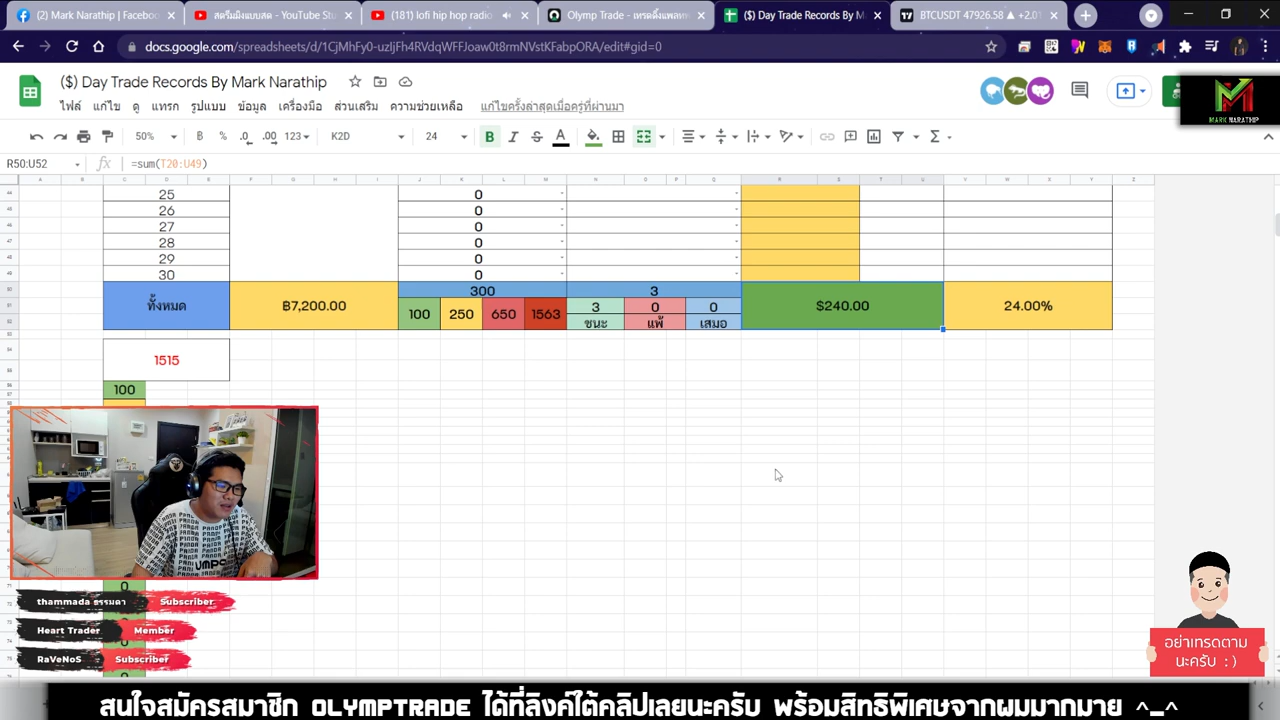 (2) Mark Narathip | Faceboo
สตรีมมิงแบบสด - YouTube Stu
(181) lofi hip hop radio
Olymp Trade - เทรดดิ้งแพลท
($) Day Trade Records By M
BTCUSDT 47926.58 ▲ +2.01
docs.google.com/spreadsheets/d/1CjMhFy0-uzIjFh4RVdqWFFJoaw0t8rmNVstKFabpORA/edit#gid=0
($) Day Trade Records By Mark Narathip
ไฟล์ แก้ไข ดู แทรก รูปแบบ ข้อมูล เครื่องมือ ส่วนเสริม ความช่วยเหลือ แก้ไขครั้งล่าสุดเมื่อครู่ที่ผ่านมา
MARK NARATHIP
50% ฿ % .0 .00 123 K2D 24 B I S A
R50:U52 =sum(T20:U49)
25 0
26 0
27 0
28 0
29 0
30 0
ทั้งหมด ฿7,200.00 300 3 $240.00 24.00%
100 250 650 1563 3 0 0
ชนะ แพ้ เสมอ
1515
100
0
thammada ธรรมดา Subscriber
Heart Trader Member
RaVeNoS Subscriber
VMPC
อย่าเทรดตาม
นะครับ : )
สนใจสมัครสมาชิก OLYMPTRADE ได้ที่ลิงค์ใต้คลิปเลยนะครับ พร้อมสิทธิพิเศษจากผมมากมาย ^_^